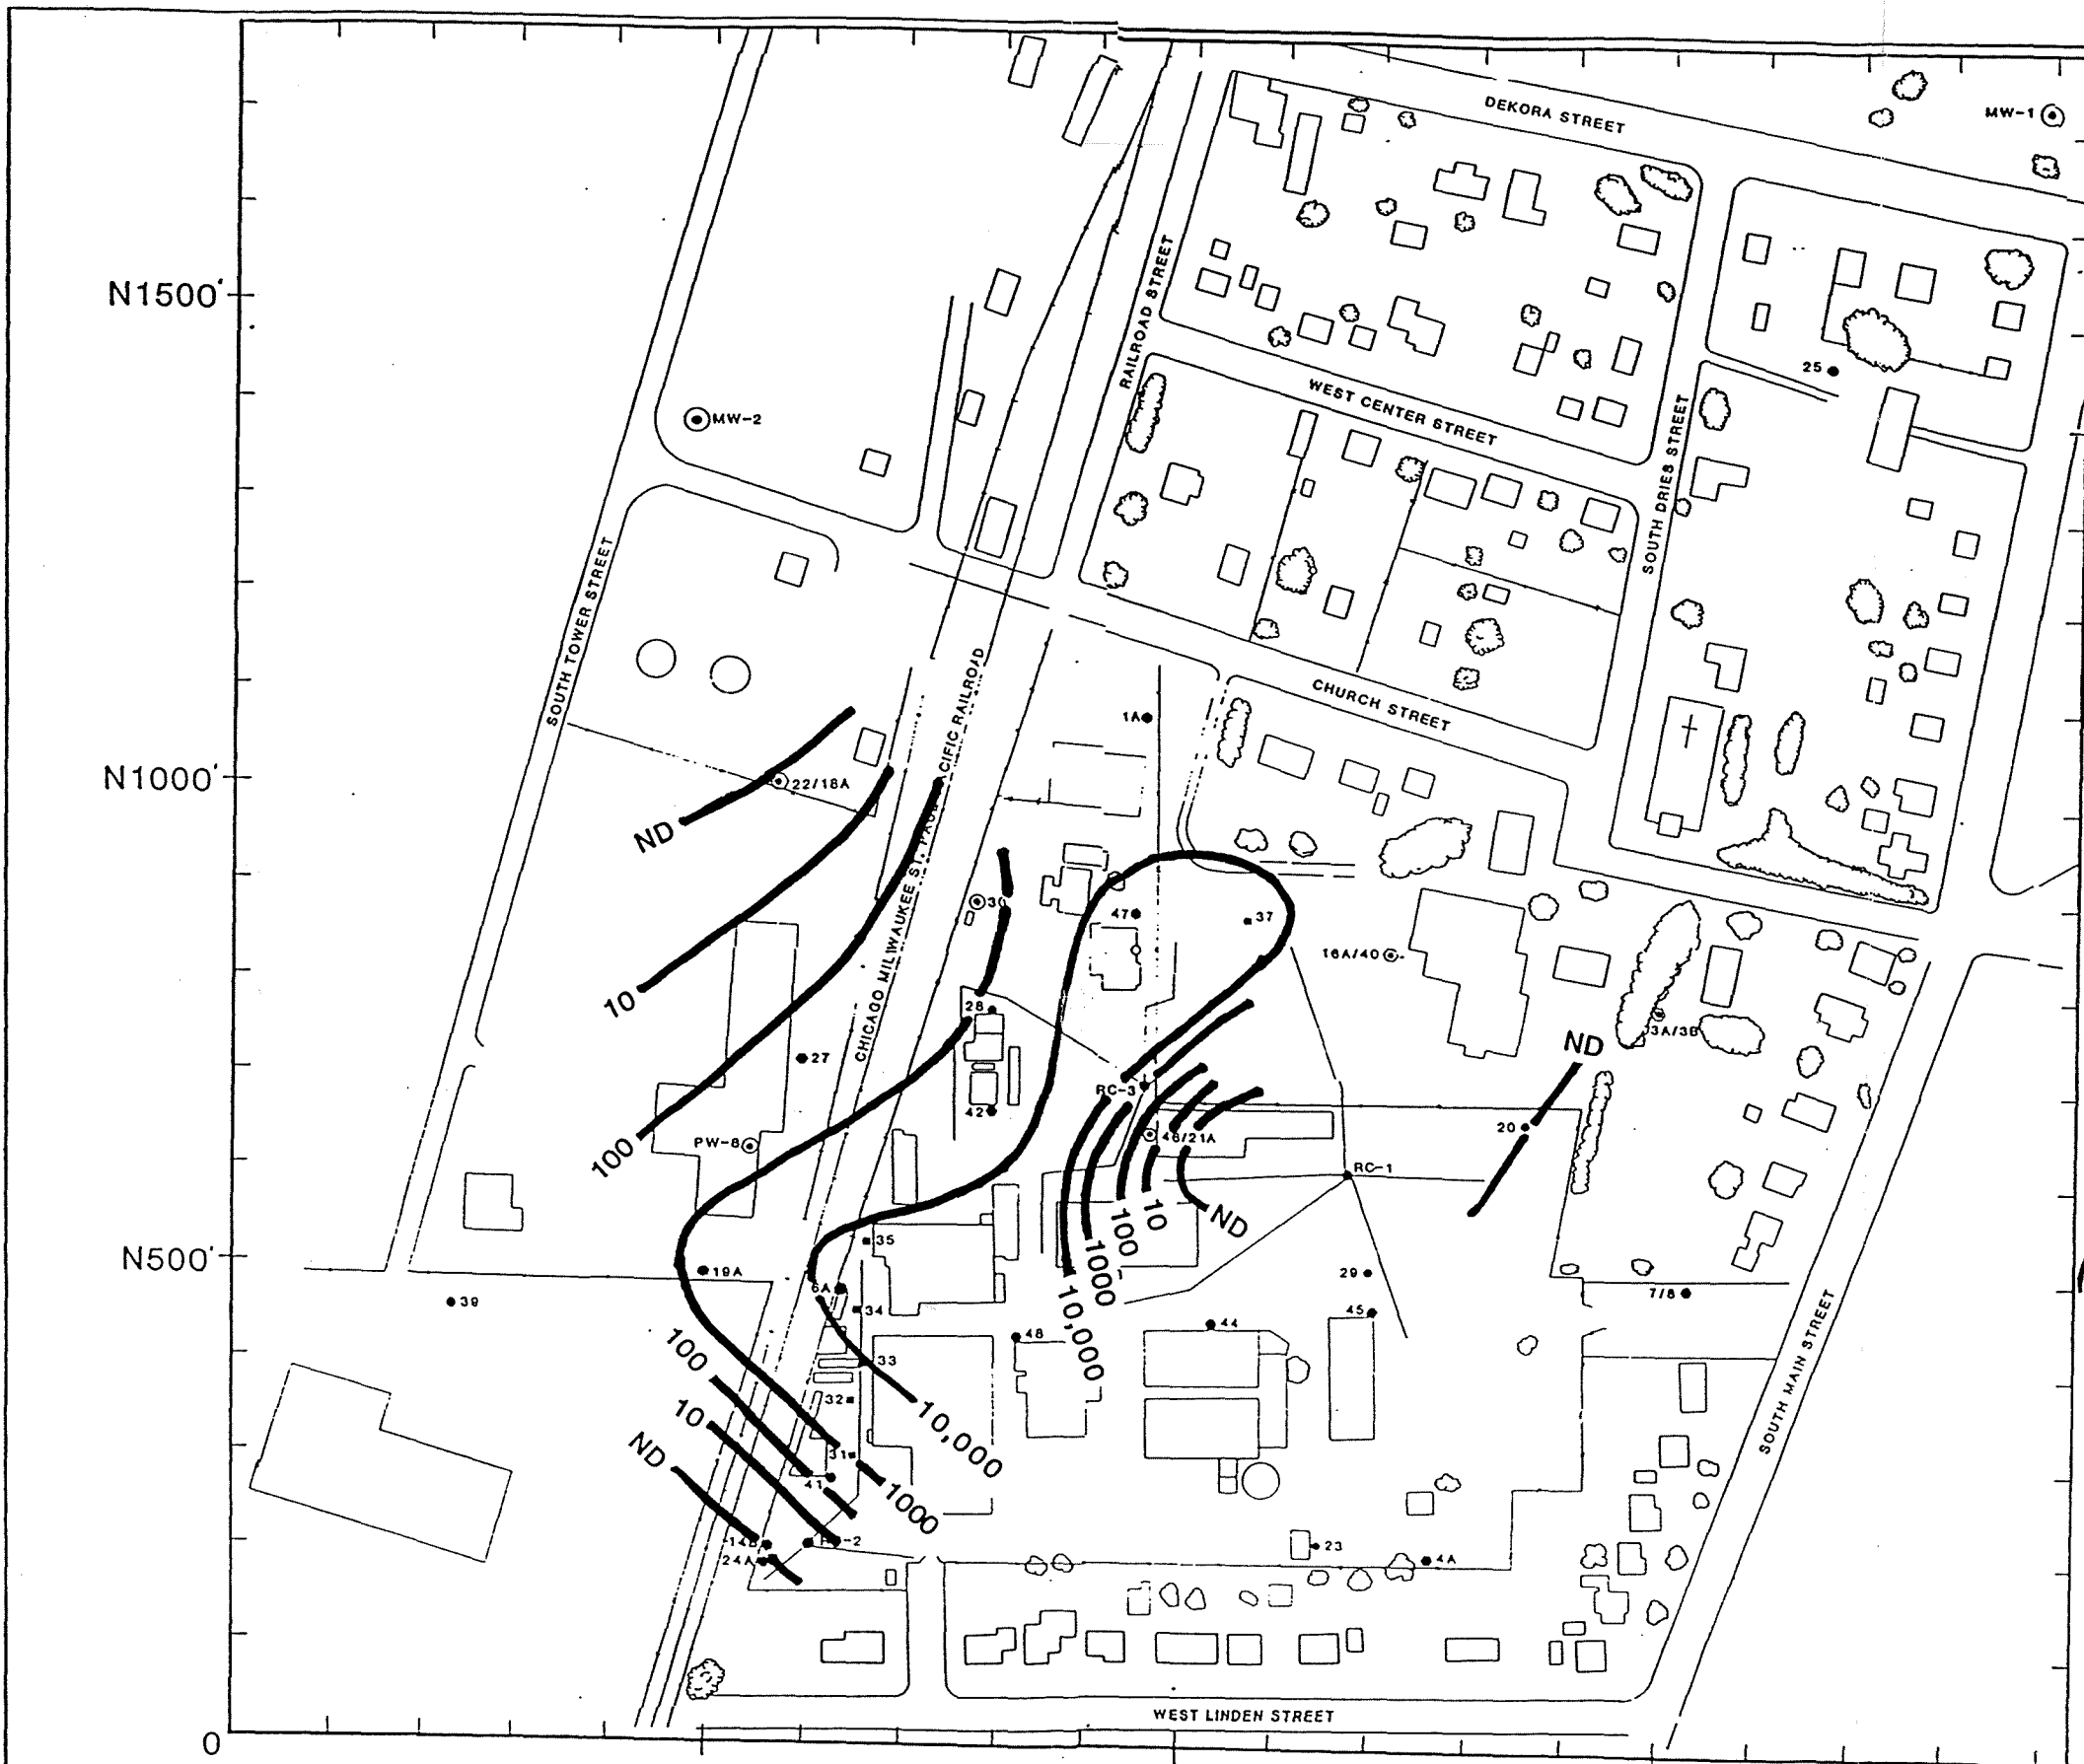 DEKORA STREET
MW-1
RAILROAD STREET
N1500'
25
WEST CENTER STREET
MW-2
SOUTH DRIES STREET
SOUTH TOWER STREET
CHURCH STREET
1A
N1000'
22/18A
ND
CHICAGO MILWAUKEE ST. PAUL
CIFIC RAILROAD
47
37
16A/40
10
28
3A/3B
27
ND
RC-3
42
20
100
PW-8
46/21A
RC-1
100
10
ND
35
1000
N500'
19A
29
6A
39
34
7/8
10,000
45
44
48
100
33
SOUTH MAIN STREET
32
10
10,000
ND
31
41
1000
-2
23
24A
4A
WEST LINDEN STREET
0